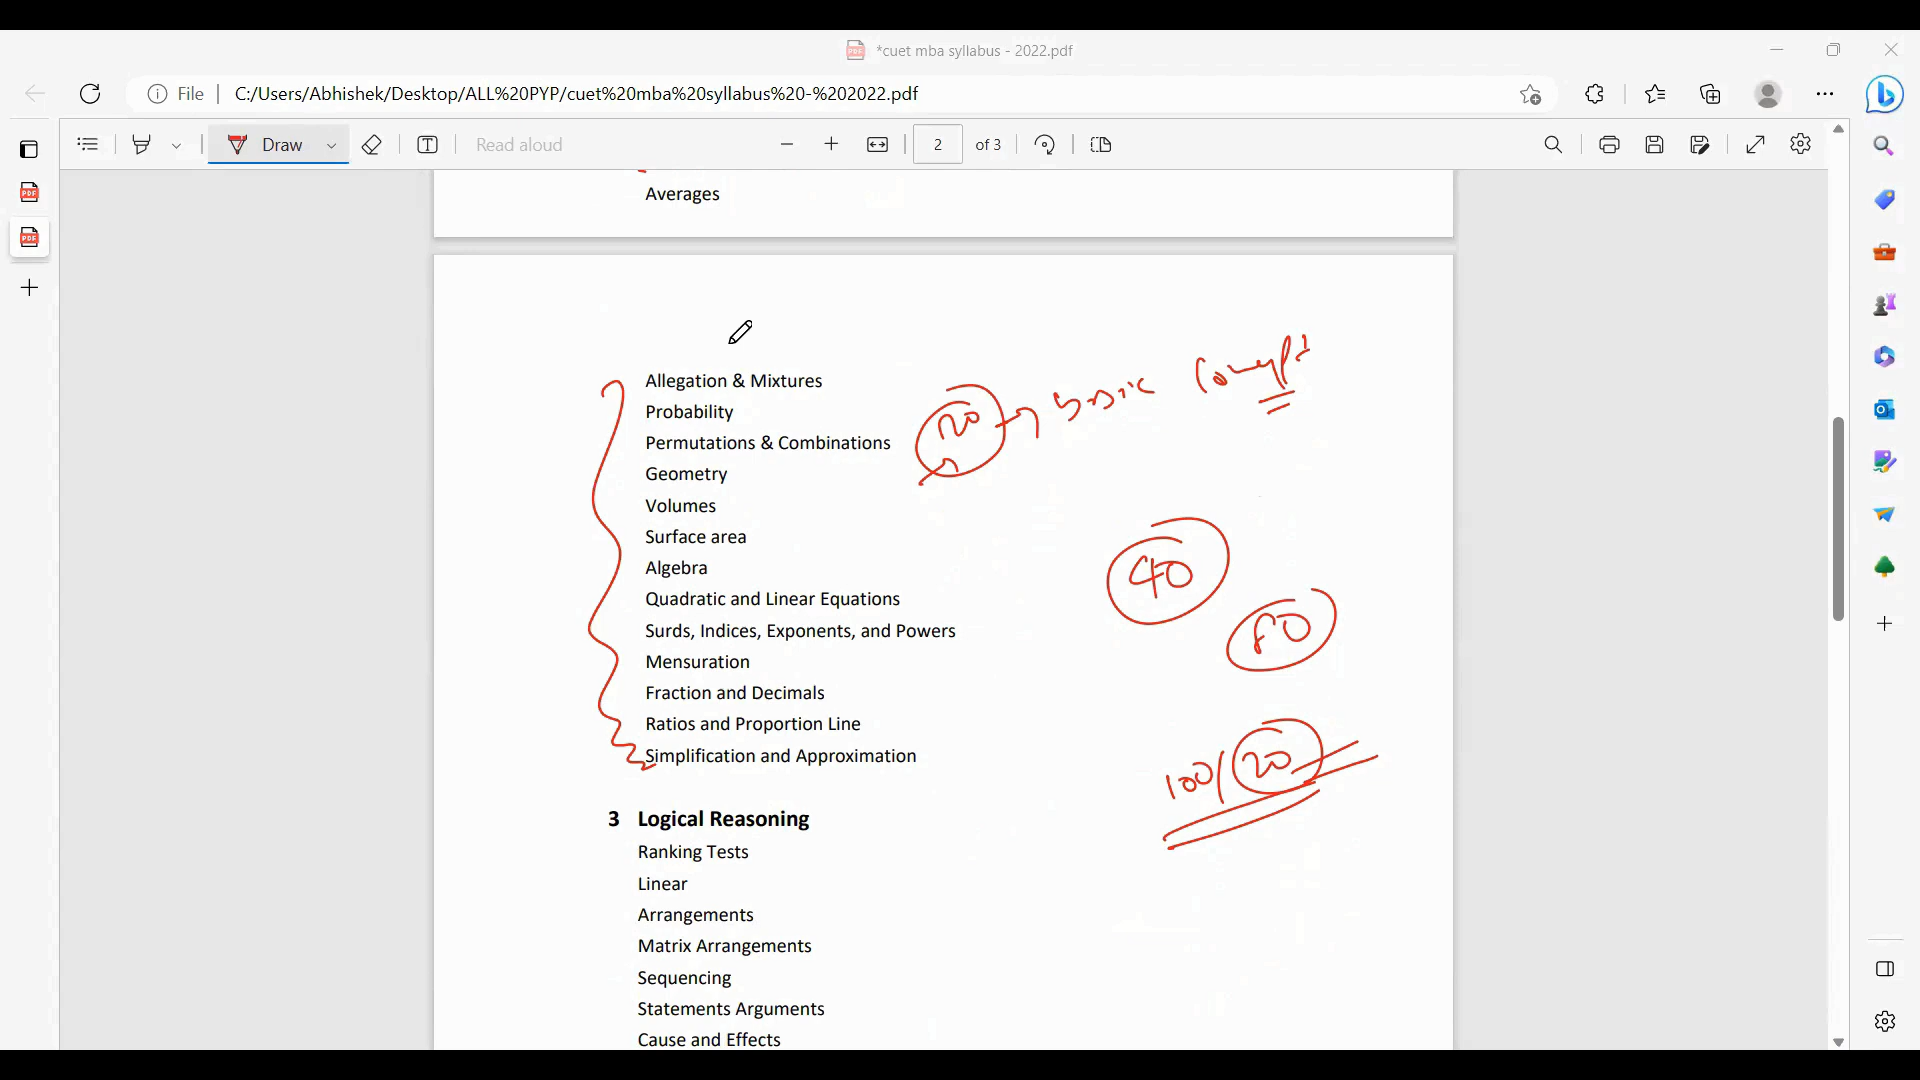 *cuet mba syllabus - 2022.pdf
File C:/Users/Abhishek/Desktop/ALL%20PYP/cuet%20mba%20syllabus%20-%202022.pdf
Draw T Read aloud 2 of 3
Averages
Allegation & Mixtures
Probability
Permutations & Combinations
Geometry
Volumes
Surface area
Algebra
Quadratic and Linear Equations
Surds, Indices, Exponents, and Powers
Mensuration
Fraction and Decimals
Ratios and Proportion Line
Simplification and Approximation
basic concept
40
80
100/20
3 Logical Reasoning
Ranking Tests
Linear
Arrangements
Matrix Arrangements
Sequencing
Statements Arguments
Cause and Effects